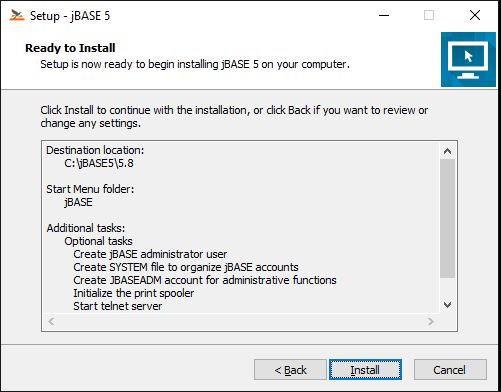 Setup - jBASE 5
Ready to Install
Setup is now ready to begin installing jBASE 5 on your computer.
Click Install to continue with the installation, or click Back if you want to review or
change any settings.
Destination location:
C:\jBASE5\5.8
Start Menu folder:
jBASE
Additional tasks:
Optional tasks
Create jBASE administrator user
Create SYSTEM file to organize jBASE accounts
Create JBASEADM account for administrative functions
Initialize the print spooler
Start telnet server
< Back
Install
Cancel